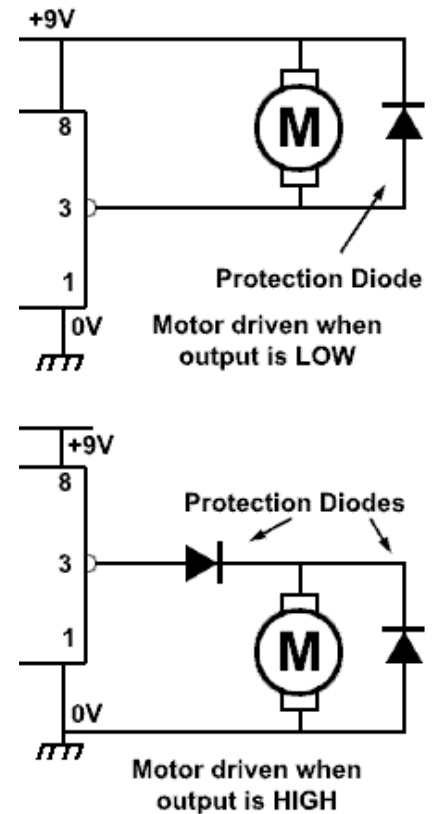 +9V
8
M
3
Protection Diode
1
0V
Motor driven when
output is LOW
+9V
8
Protection Diodes
3
1
M
0V
Motor driven when
output is HIGH